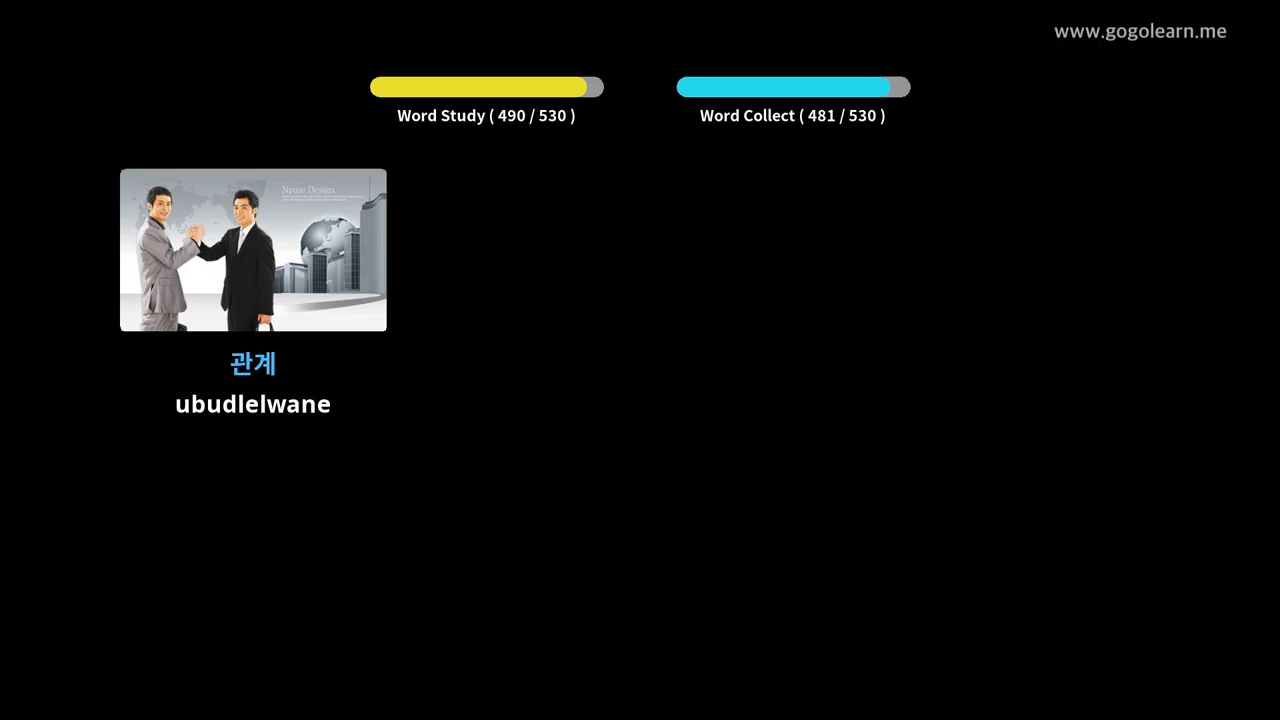 www.gogolearn.me
Word Study ( 490 / 530 )
Word Collect ( 481 / 530 )
Npine Design
관계
ubudlelwane